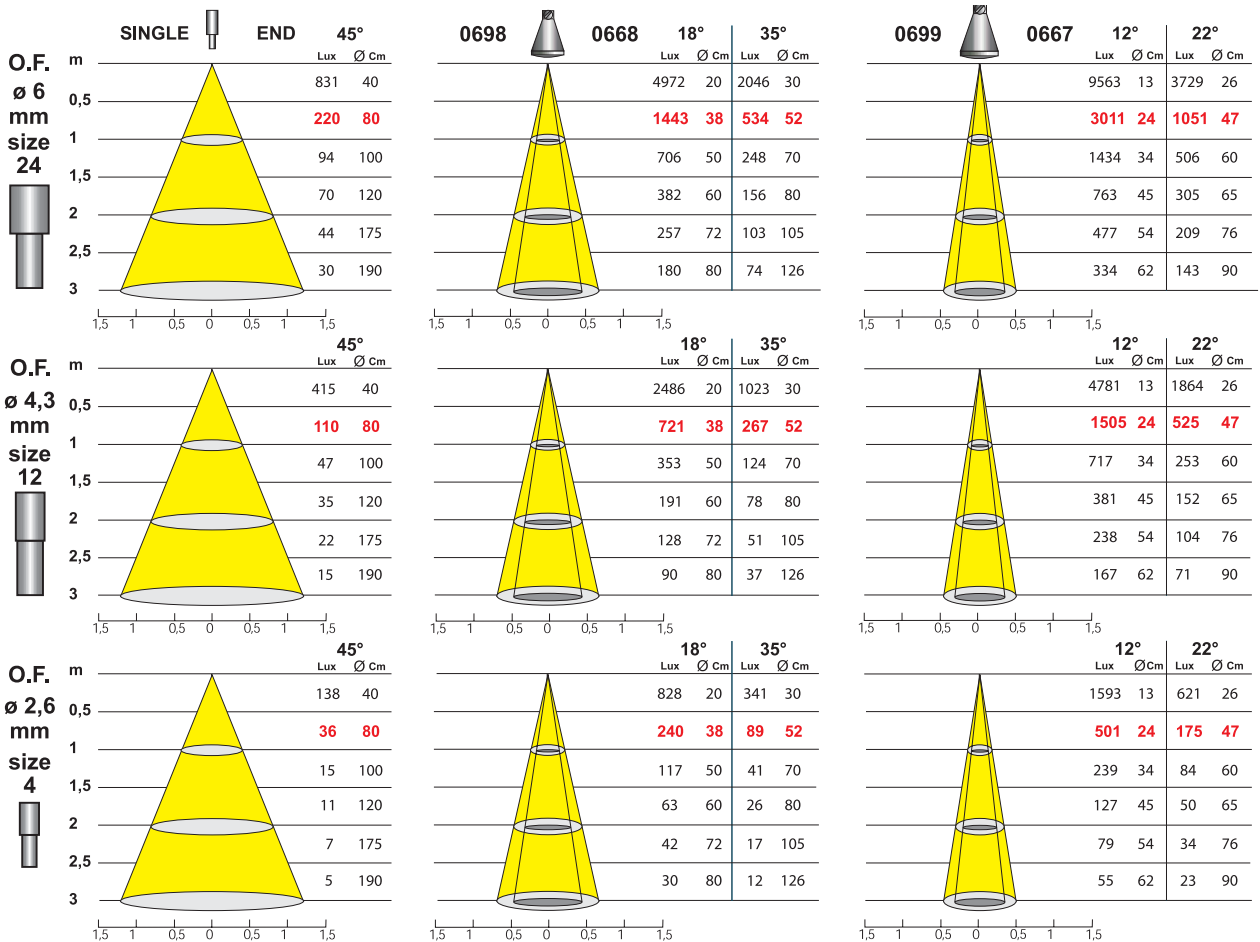 SINGLE END 45° 0698 0668 18° 35° 0699 0667 12° 22°
O.F. m Lux Ø Cm Lux Ø Cm Lux Ø Cm Lux Ø Cm Lux Ø Cm
ø 6 831 40 4972 20 2046 30 9563 13 3729 26
0,5
mm 220 80 1443 38 534 52 3011 24 1051 47
size 1
24 94 100 706 50 248 70 1434 34 506 60
1,5
70 120 382 60 156 80 763 45 305 65
2
44 175 257 72 103 105 477 54 209 76
2,5
30 190 180 80 74 126 334 62 143 90
3
1,5 1 0,5 0 0,5 1 1,5 1,5 1 0,5 0 0,5 1 1,5 1,5 1 0,5 0 0,5 1 1,5
45° 18° 35° 12° 22°
O.F. m Lux Ø Cm Lux Ø Cm Lux Ø Cm Lux Ø Cm Lux Ø Cm
415 40 2486 20 1023 30 4781 13 1864 26
ø 4,3 0,5
mm 110 80 721 38 267 52 1505 24 525 47
size 1
12 47 100 353 50 124 70 717 34 253 60
1,5
35 120 191 60 78 80 381 45 152 65
2
22 175 128 72 51 105 238 54 104 76
2,5
15 190 90 80 37 126 167 62 71 90
3
1,5 1 0,5 0 0,5 1 1,5 1,5 1 0,5 0 0,5 1 1,5 1,5 1 0,5 0 0,5 1 1,5
45° 18° 35° 12° 22°
O.F. m Lux Ø Cm Lux Ø Cm Lux Ø Cm Lux Ø Cm Lux Ø Cm
138 40 828 20 341 30 1593 13 621 26
ø 2,6 0,5
mm 36 80 240 38 89 52 501 24 175 47
size 1
4 15 100 117 50 41 70 239 34 84 60
1,5
11 120 63 60 26 80 127 45 50 65
2
7 175 42 72 17 105 79 54 34 76
2,5
5 190 30 80 12 126 55 62 23 90
3
1,5 1 0,5 0 0,5 1 1,5 1,5 1 0,5 0 0,5 1 1,5 1,5 1 0,5 0 0,5 1 1,5